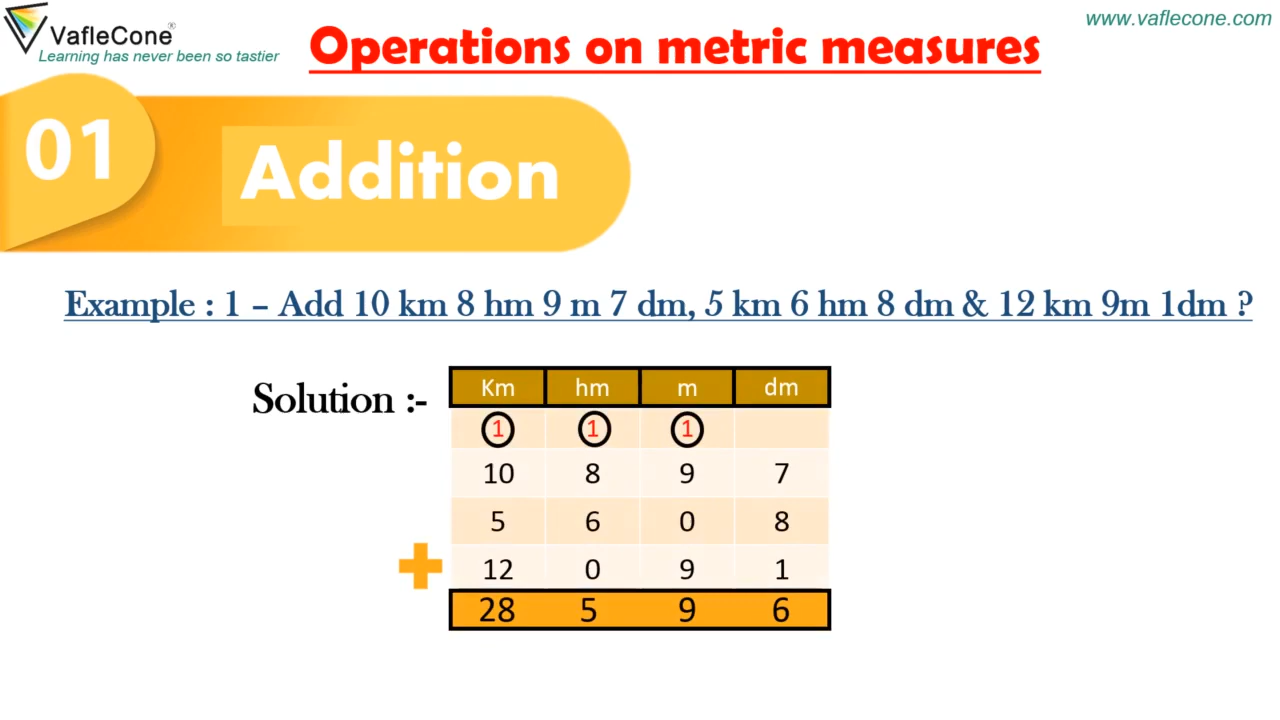 VafleCone®
Learning has never been so tastier
www.vaflecone.com
Operations on metric measures
01
Addition
Example : 1 – Add 10 km 8 hm 9 m 7 dm, 5 km 6 hm 8 dm & 12 km 9m 1dm ?
Solution :-
Km hm m dm
1 1 1
10 8 9 7
5 6 0 8
+ 12 0 9 1
28 5 9 6